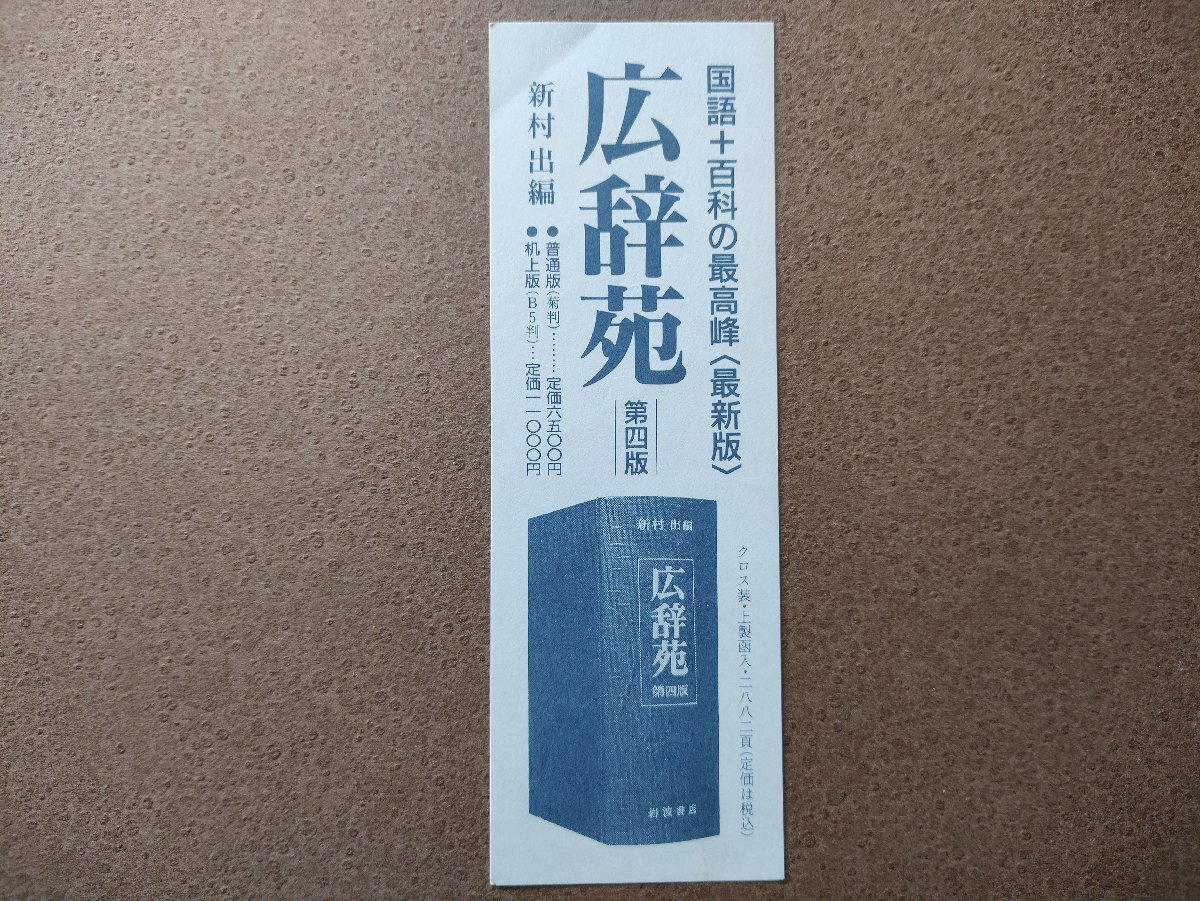 国語+百科の最高峰〈最新版〉
広辞苑
第四版
新村出編
●普通版(菊判)………定価六五〇〇円
●机上版(B5判)…定価一一〇〇〇円
クロス装・上製函入・二八八二頁(定価は税込)
新村 出編
広辞苑
第四版
岩波書店